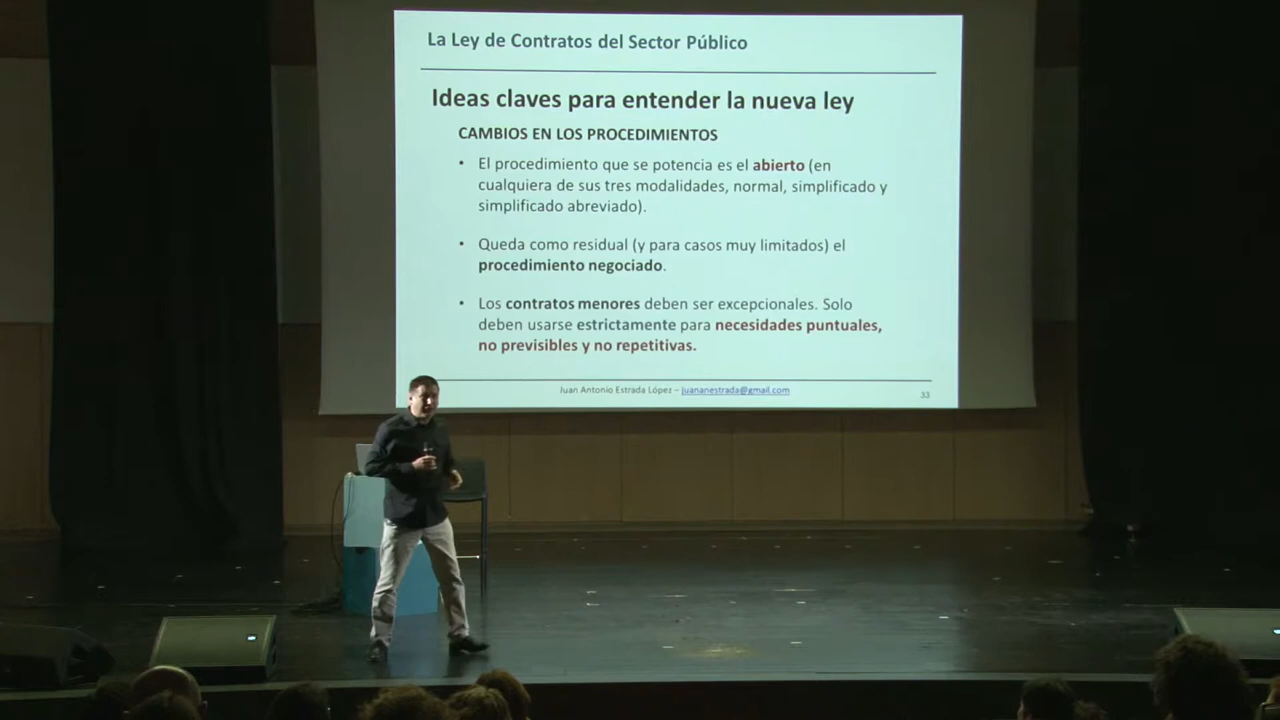 La Ley de Contratos del Sector Público
Ideas claves para entender la nueva ley
CAMBIOS EN LOS PROCEDIMIENTOS
• El procedimiento que se potencia es el abierto (en
cualquiera de sus tres modalidades, normal, simplificado y
simplificado abreviado).
• Queda como residual (y para casos muy limitados) el
procedimiento negociado.
• Los contratos menores deben ser excepcionales. Solo
deben usarse estrictamente para necesidades puntuales,
no previsibles y no repetitivas.
Juan Antonio Estrada López – juananestrada@gmail.com
33